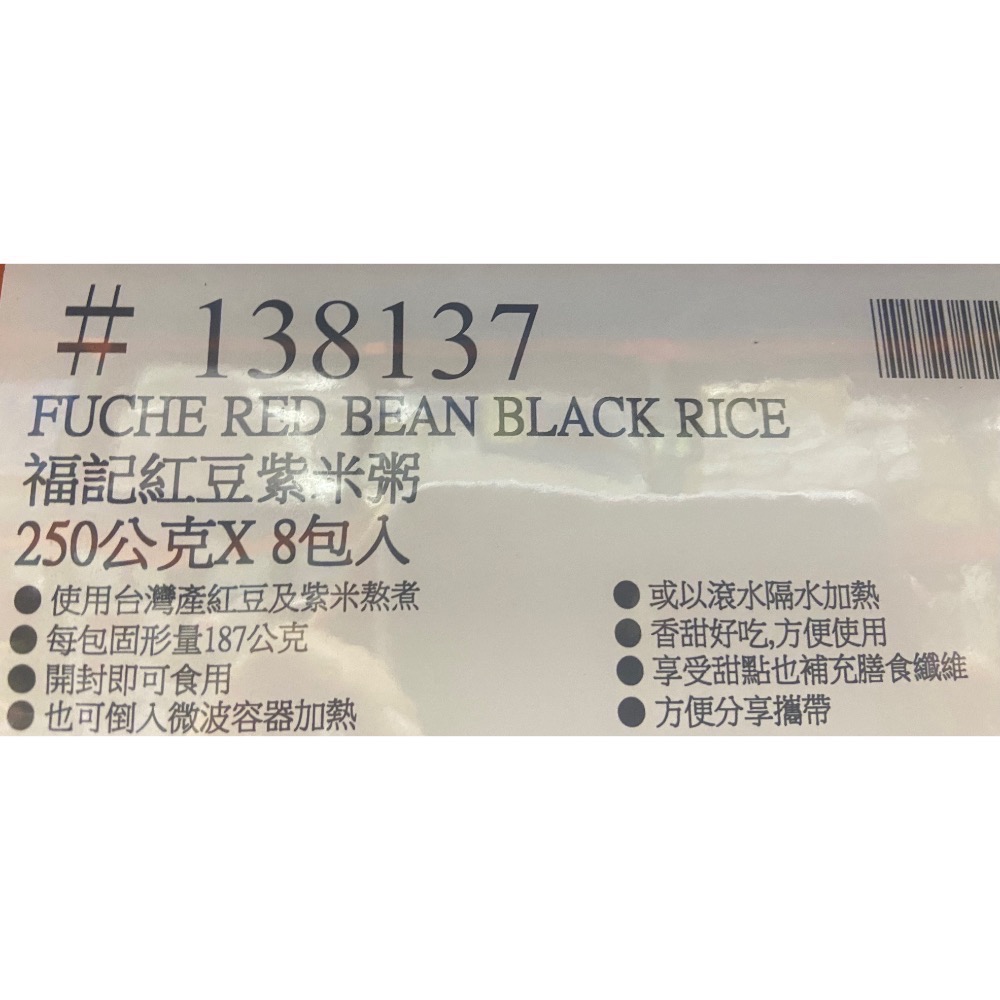 # 138137
FUCHE RED BEAN BLACK RICE
福記紅豆紫米粥
250公克X 8包入
● 使用台灣產紅豆及紫米熬煮
● 每包固形量187公克
● 開封即可食用
● 也可倒入微波容器加熱
● 或以滾水隔水加熱
● 香甜好吃,方便使用
● 享受甜點也補充膳食纖維
● 方便分享攜帶